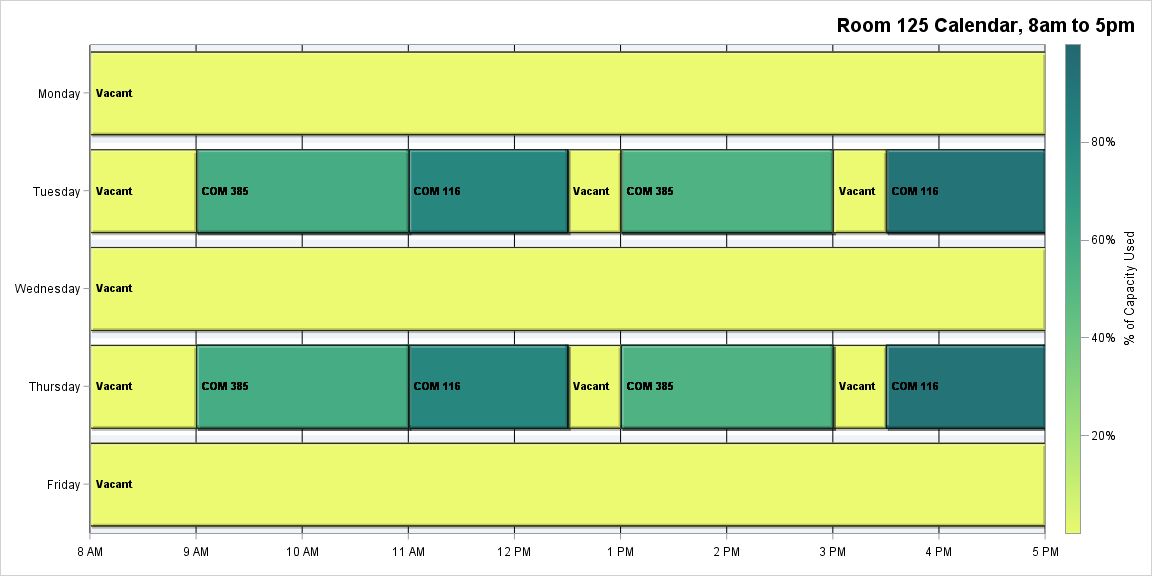 Room 125 Calendar, 8am to 5pm
Monday
Vacant
Tuesday
Vacant
COM 385
COM 116
Vacant
COM 385
Vacant
COM 116
Wednesday
Vacant
Thursday
Vacant
COM 385
COM 116
Vacant
COM 385
Vacant
COM 116
Friday
Vacant
8 AM
9 AM
10 AM
11 AM
12 PM
1 PM
2 PM
3 PM
4 PM
5 PM
80%
60%
40%
20%
% of Capacity Used